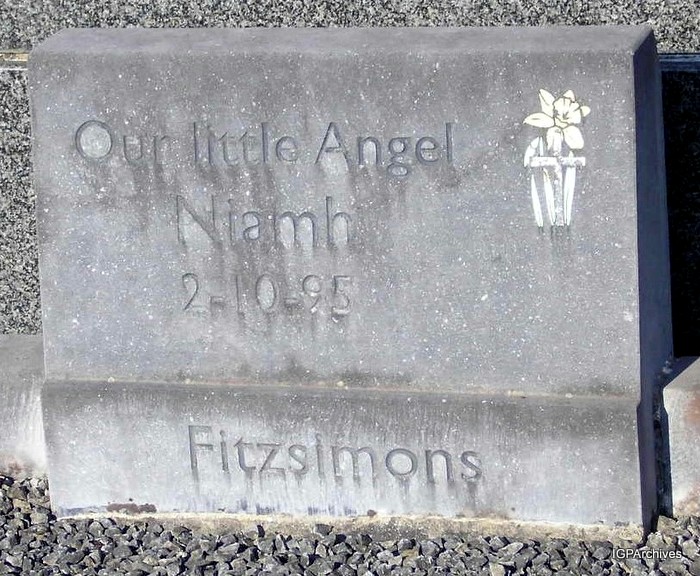 Our little Angel
Niamh
2-10-95
Fitzsimons
IGPArchives